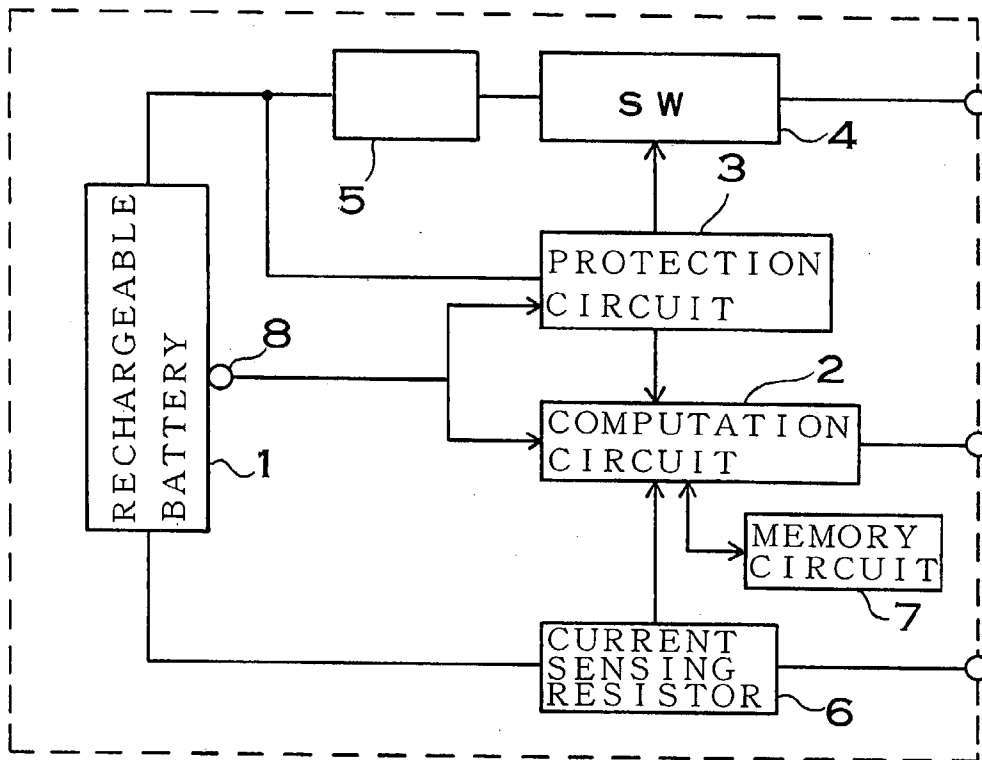 SW
4
5
3
PROTECTION
CIRCUIT
RECHARGEABLE
BATTERY
8
1
2
COMPUTATION
CIRCUIT
MEMORY
CIRCUIT
7
CURRENT
SENSING
RESISTOR
6